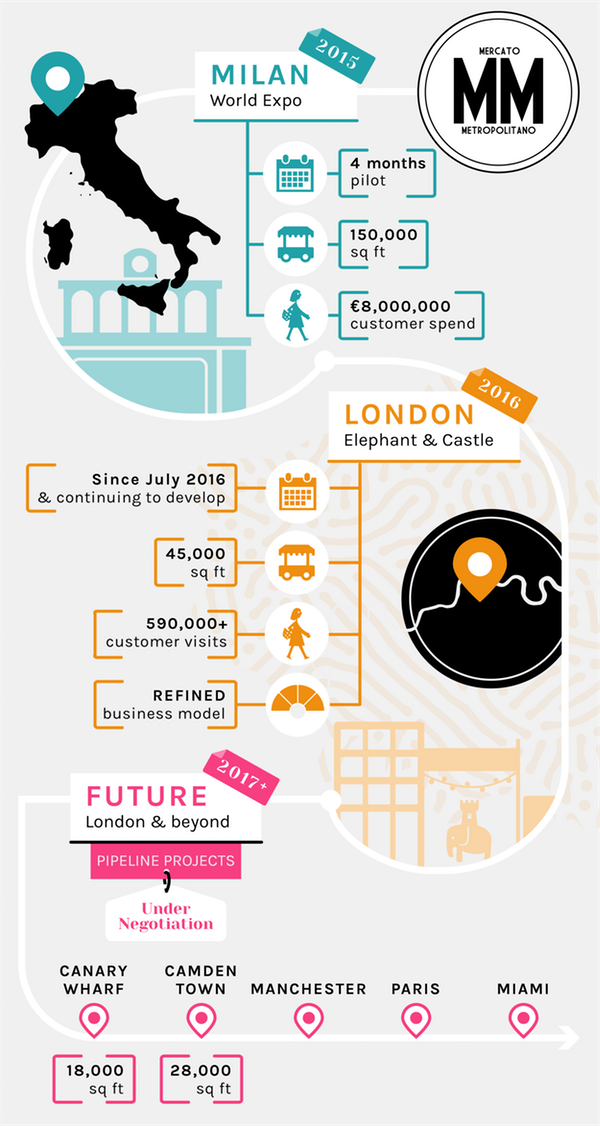 MERCATO
MM
METROPOLITANO
2015
MILAN
World Expo
4 months
pilot
150,000
sq ft
€8,000,000
customer spend
2016
LONDON
Elephant & Castle
Since July 2016
& continuing to develop
45,000
sq ft
590,000+
customer visits
REFINED
business model
2017+
FUTURE
London & beyond
PIPELINE PROJECTS
Under
Negotiation
CANARY
WHARF
CAMDEN
TOWN
MANCHESTER
PARIS
MIAMI
18,000
sq ft
28,000
sq ft